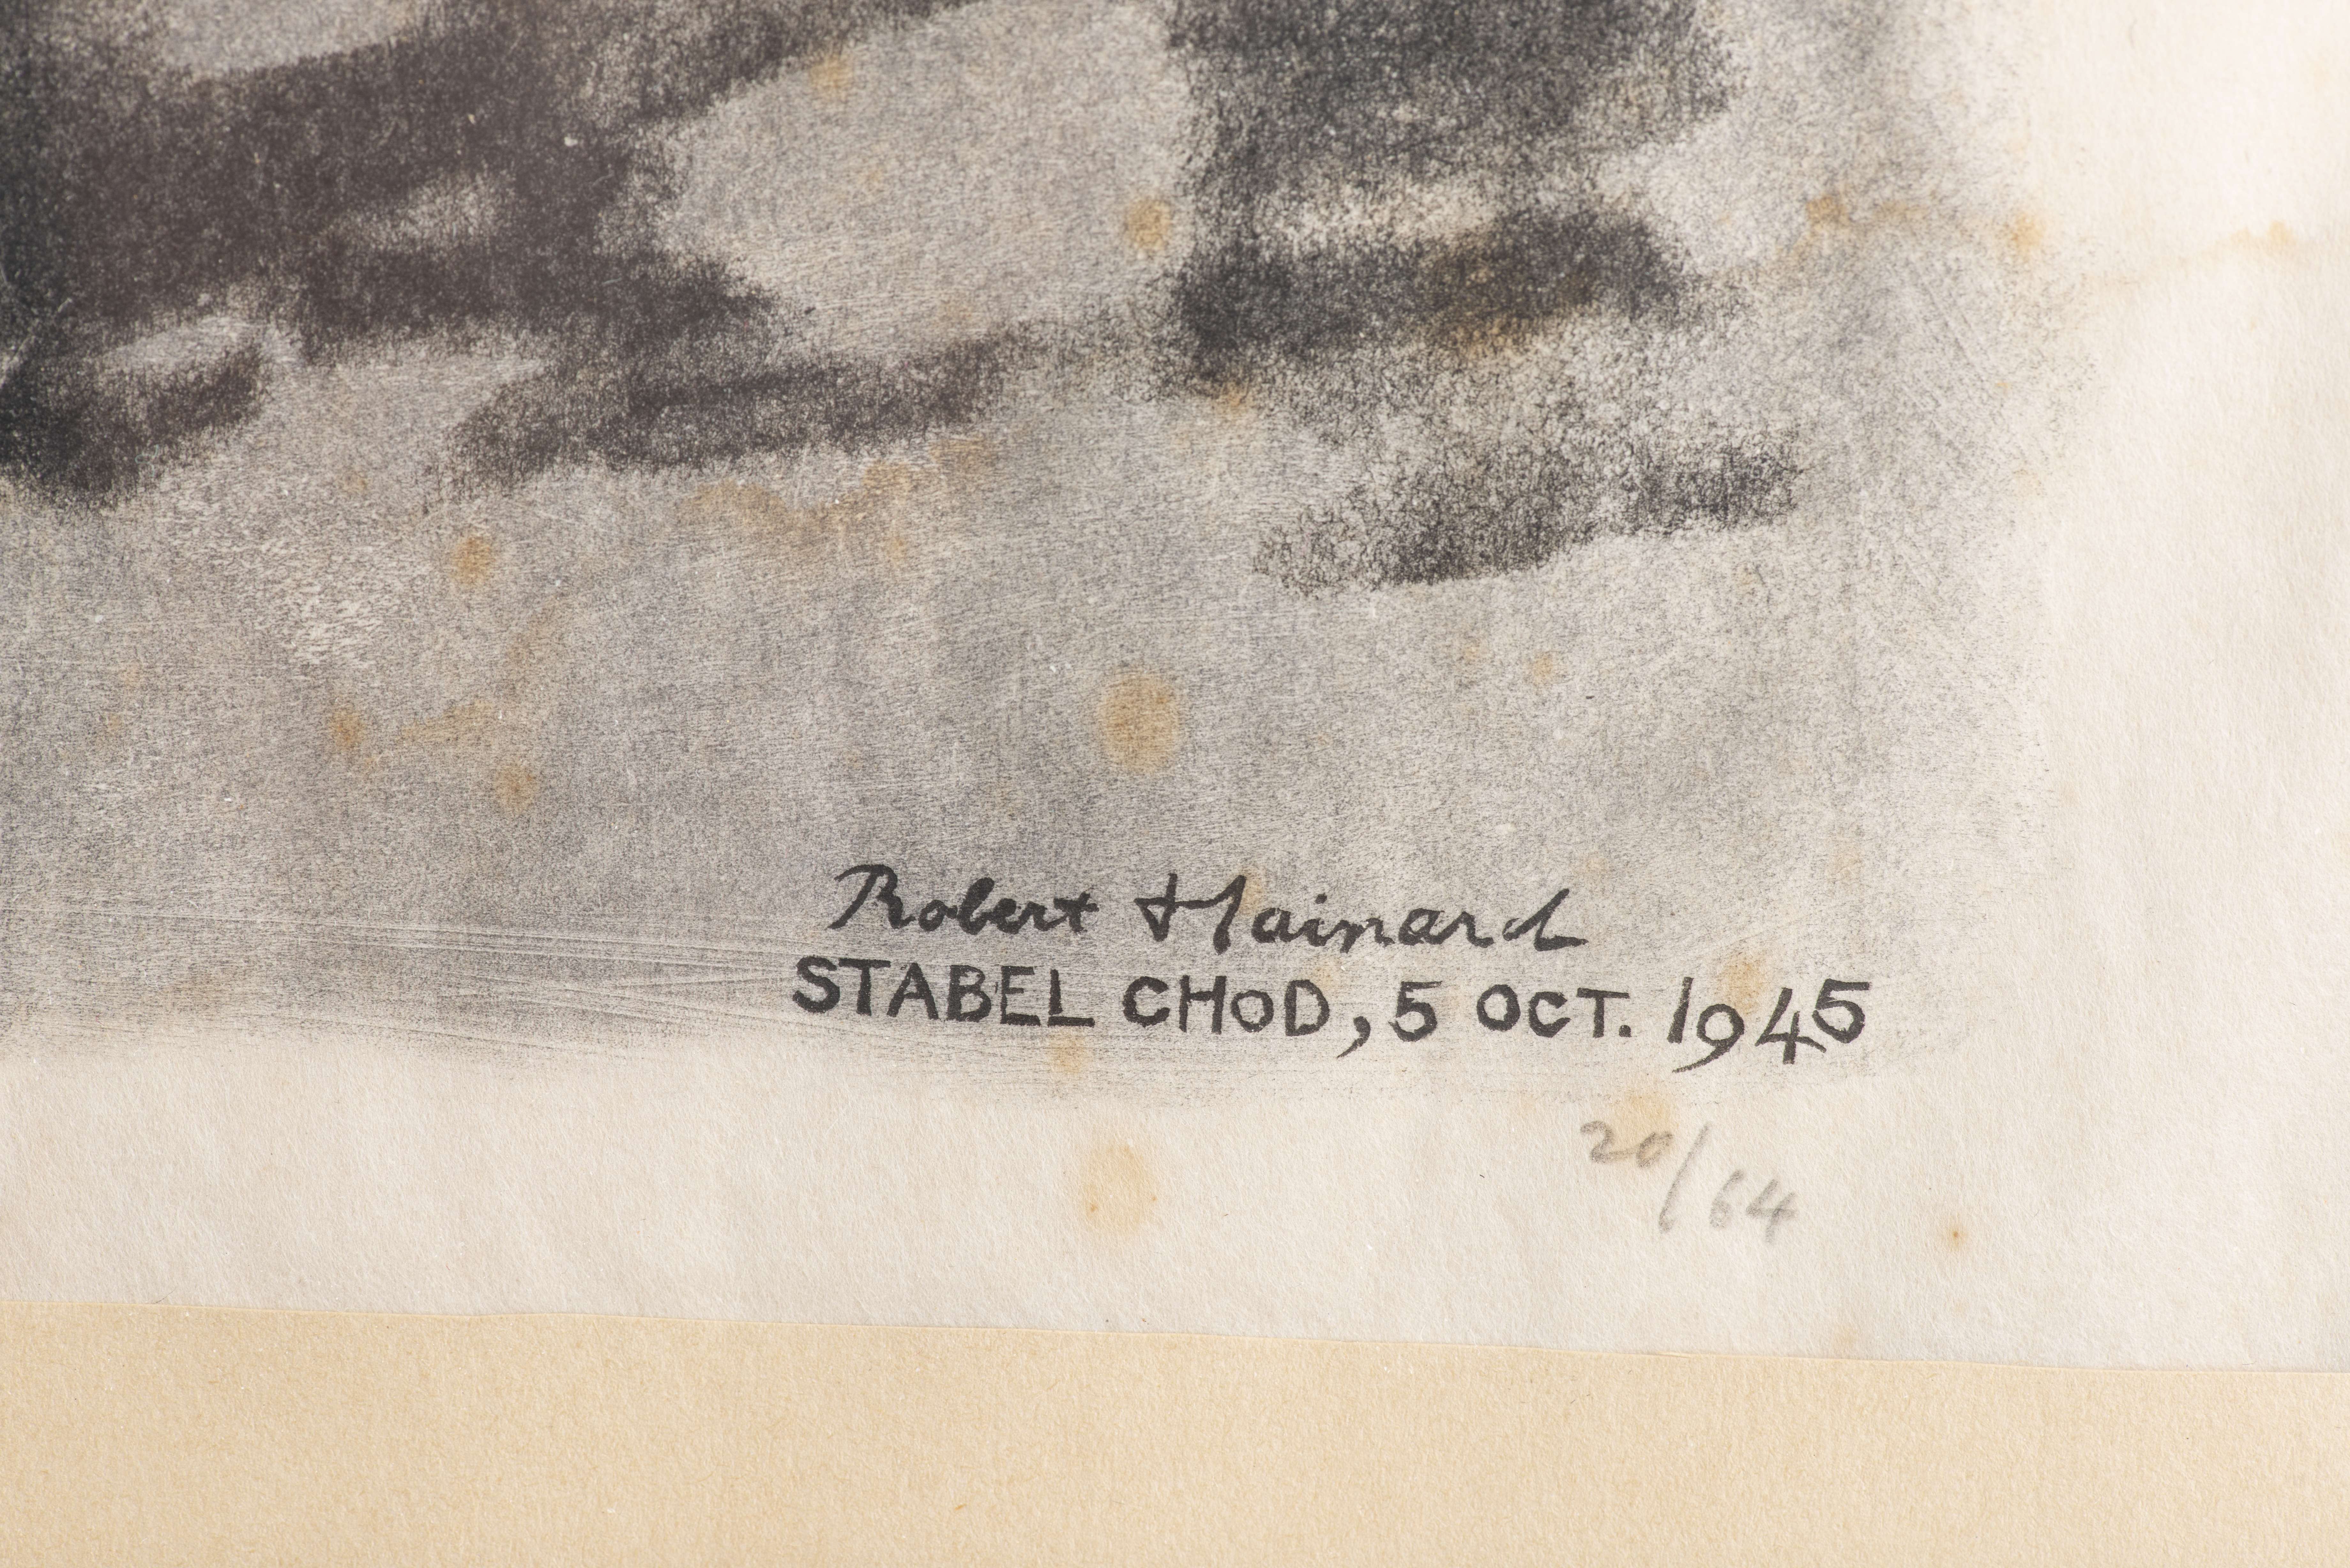 Robert Hainard
STABEL CHOD, 5 OCT. 1945
20/64